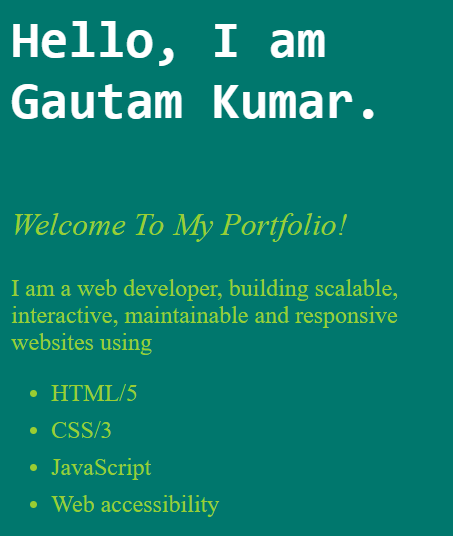 Hello, I am
Gautam Kumar.
Welcome To My Portfolio!
I am a web developer, building scalable,
interactive, maintainable and responsive
websites using
• HTML/5
• CSS/3
• JavaScript
• Web accessibility